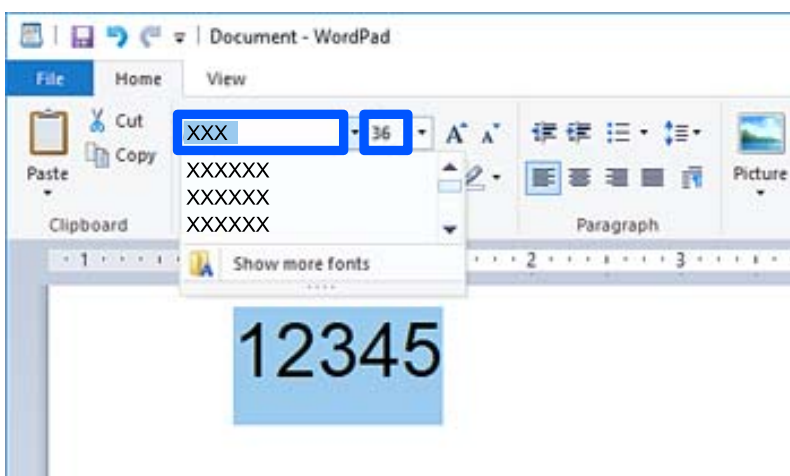 Document - WordPad
File Home View
Cut
XXX 36 A A
Copy
Paste
XXXXXX
XXXXXX
XXXXXX
Picture
Clipboard Paragraph
Show more fonts
1 2 3
12345